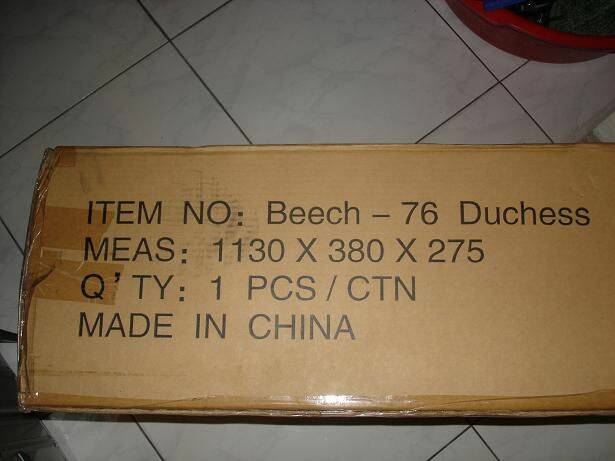 ITEM NO: Beech – 76 Duchess
MEAS: 1130 X 380 X 275
Q'TY: 1 PCS / CTN
MADE IN CHINA